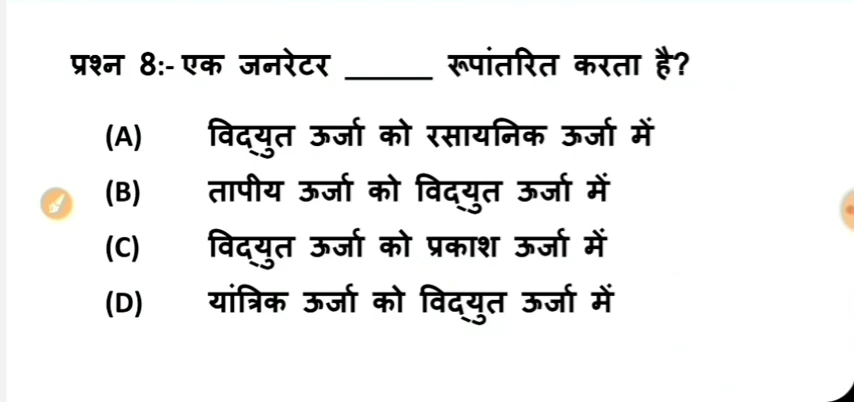 प्रश्न 8:- एक जनरेटर ______ रूपांतरित करता है?
(A) विद्युत ऊर्जा को रसायनिक ऊर्जा में
(B) तापीय ऊर्जा को विद्युत ऊर्जा में
(C) विद्युत ऊर्जा को प्रकाश ऊर्जा में
(D) यांत्रिक ऊर्जा को विद्युत ऊर्जा में